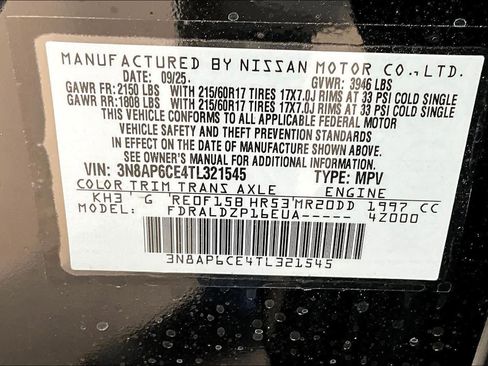 MANUFACTURED BY NISSAN MOTOR CO., LTD.
DATE: 09/25. GVWR: 3946 LBS
GAWR FR: 2150 LBS WITH 215/60R17 TIRES 17X7.0J RIMS AT 33 PSI COLD SINGLE
GAWR RR: 1808 LBS WITH 215/60R17 TIRES 17X7.0J RIMS AT 33 PSI COLD SINGLE
THIS VEHICLE CONFORMS TO ALL APPLICABLE FEDERAL MOTOR
VEHICLE SAFETY AND THEFT PREVENTION STANDARDS
IN EFFECT ON THE DATE OF MANUFACTURE SHOWN ABOVE.
SEE OWNER'S MANUAL FOR ADDITIONAL INFORMATION.
VIN: 3N8AP6CE4TL321545 TYPE: MPV
COLOR TRIM TRANS AXLE ENGINE
KH3 G RE0F15B HR53 MR20DD 1997 CC
MODEL: FDRALDZP16EUA----- 4Z000
3N8AP6CE4TL321545